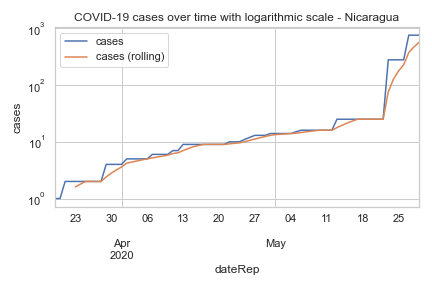 COVID-19 cases over time with logarithmic scale - Nicaragua
cases
cases (rolling)
10³
10²
10¹
10⁰
cases
23 30 06 13 20 27 04 11 18 25
Apr May
2020
dateRep